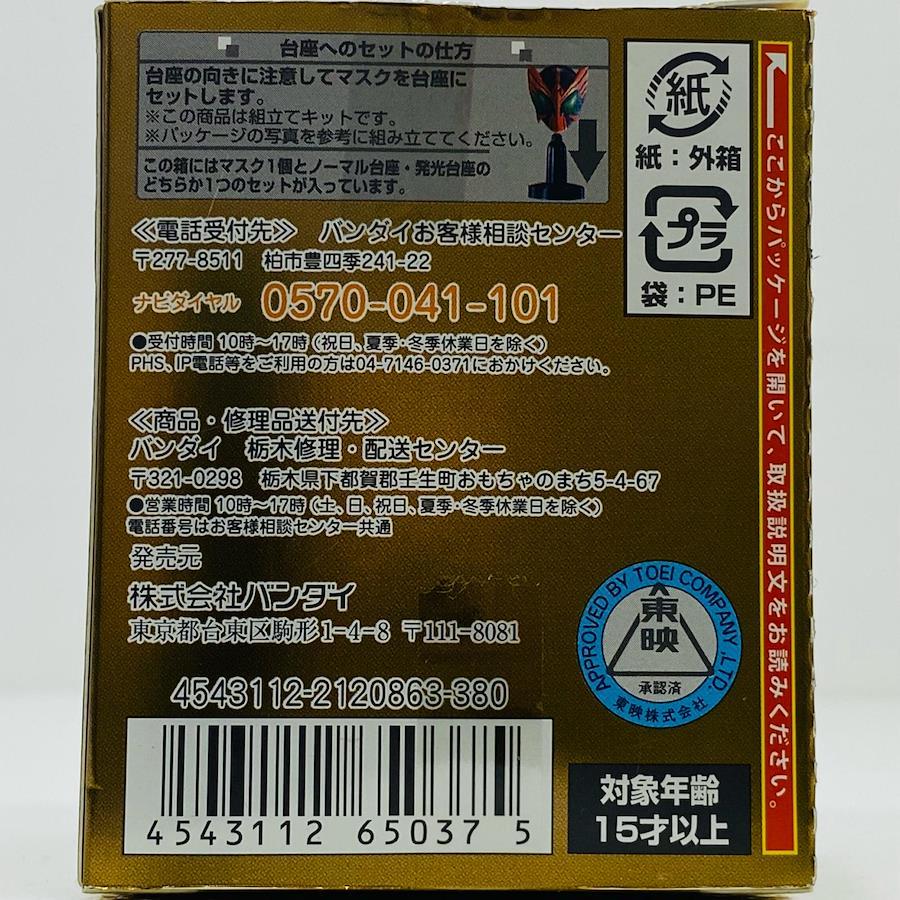 台座へのセットの仕方
台座の向きに注意してマスクを台座に
セットします。
※この商品は組立てキットです。
※パッケージの写真を参考に組み立ててください。
この箱にはマスク1個とノーマル台座・発光台座の
どちらか1つのセットが入っています。
紙
紙：外箱
プラ
袋：PE
ここからパッケージを開いて、取扱説明文をお読みください。
≪電話受付先≫ バンダイお客様相談センター
〒277-8511 柏市豊四季241-22
ナビダイヤル 0570-041-101
●受付時間 10時～17時（祝日、夏季・冬季休業日を除く）
PHS、IP電話等をご利用の方は04-7146-0371におかけください。
≪商品・修理品送付先≫
バンダイ 栃木修理・配送センター
〒321-0298 栃木県下都賀郡壬生町おもちゃのまち5-4-67
●営業時間 10時～17時（土、日、祝日、夏季・冬季休業日を除く）
電話番号はお客様相談センター共通
発売元
株式会社バンダイ
東京都台東区駒形1-4-8 〒111-8081
APPROVED BY TOEI COMPANY, LTD.
東映
承認済
東映株式会社
4543112-2120863-380
4 543112 650375
対象年齢
15才以上